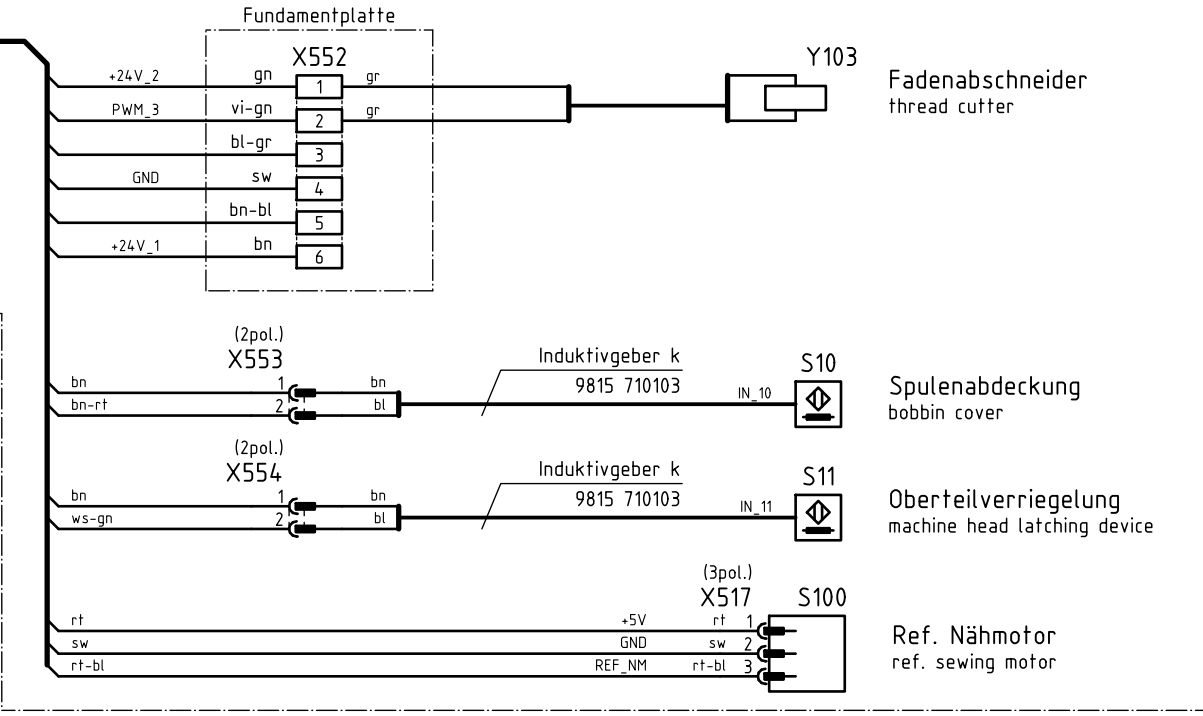 Fundamentplatte
X552
Y103
+24V_2 gn 1 gr
Fadenabschneider
thread cutter
PWM_3 vi-gn 2 gr
bl-gr 3
GND sw 4
bn-bl 5
+24V_1 bn 6
(2pol.)
X553
Induktivgeber k
9815 710103
S10
bn 1 bn
bn-rt 2 bl
IN_10
Spulenabdeckung
bobbin cover
(2pol.)
X554
Induktivgeber k
9815 710103
S11
bn 1 bn
ws-gn 2 bl
IN_11
Oberteilverriegelung
machine head latching device
(3pol.)
X517
S100
rt +5V rt 1
sw GND sw 2
rt-bl REF_NM rt-bl 3
Ref. Nähmotor
ref. sewing motor